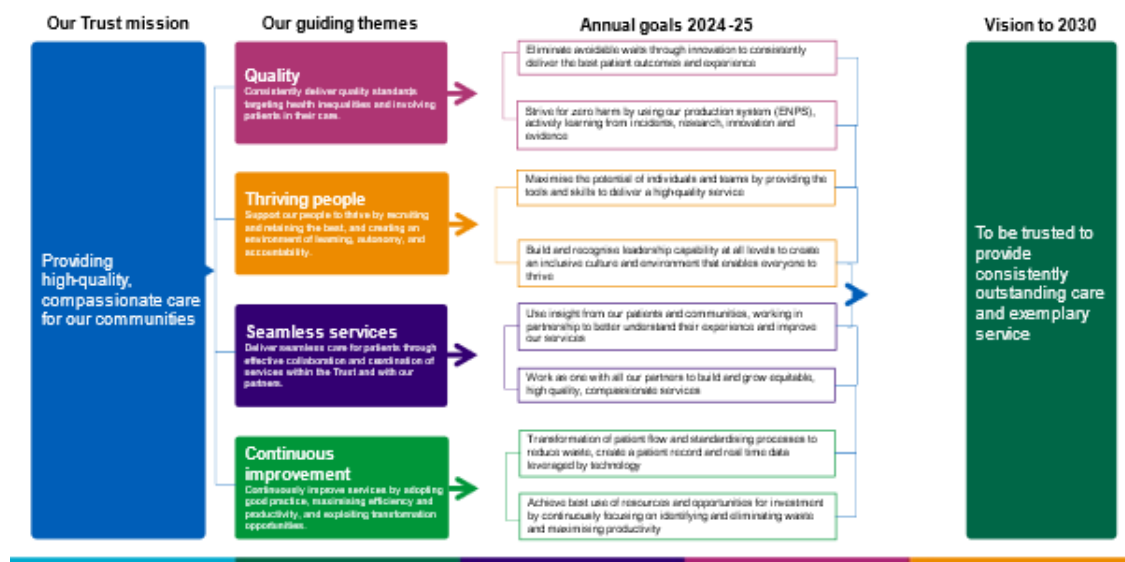 Our Trust mission
Our guiding themes
Annual goals 2024-25
Vision to 2030
Providing
high-quality,
compassionate care
for our communities
Quality
Consistently deliver quality standards
targeting health inequalities and involving
patients in their care.
Thriving people
Support our people to thrive by recruiting
and retaining the best, and creating an
environment of learning, autonomy, and
accountability.
Seamless services
Deliver seamless care for patients through
effective collaboration and coordination of
services within the Trust and with our
partners.
Continuous
improvement
Continuously improve services by adopting
good practice, maximising efficiency and
productivity, and exploiting transformation
opportunities.
Eliminate avoidable waits through innovation to consistently
deliver the best patient outcomes and experience
Strive for zero harm by using our production system (ENPS),
actively learning from incidents, research, innovation and
evidence
Maximise the potential of individuals and teams by providing the
tools and skills to deliver a high-quality service
Build and recognise leadership capability at all levels to create
an inclusive culture and environment that enables everyone to
thrive
Use insight from our patients and communities, working in
partnership to better understand their experience and improve
our services
Work as one with all our partners to build and grow equitable,
high quality, compassionate services
Transformation of patient flow and standardising processes to
reduce waste, create a patient record and real time data
leveraged by technology
Achieve best use of resources and opportunities for investment
by continuously focusing on identifying and eliminating waste
and maximising productivity
To be trusted to
provide
consistently
outstanding care
and exemplary
service